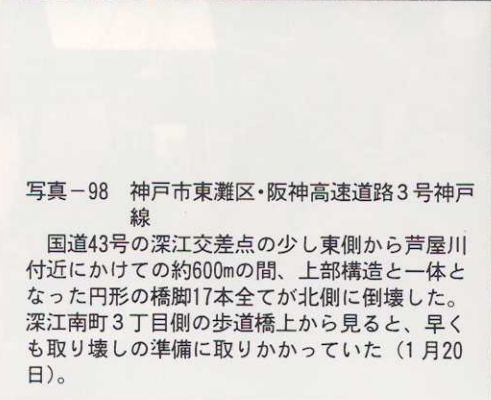 写真－98　神戸市東灘区・阪神高速道路３号神戸
線
　国道43号の深江交差点の少し東側から芦屋川
付近にかけての約600mの間、上部構造と一体と
なった円形の橋脚17本全てが北側に倒壊した。
深江南町３丁目側の歩道橋上から見ると、早く
も取り壊しの準備に取りかかっていた（１月20
日）。